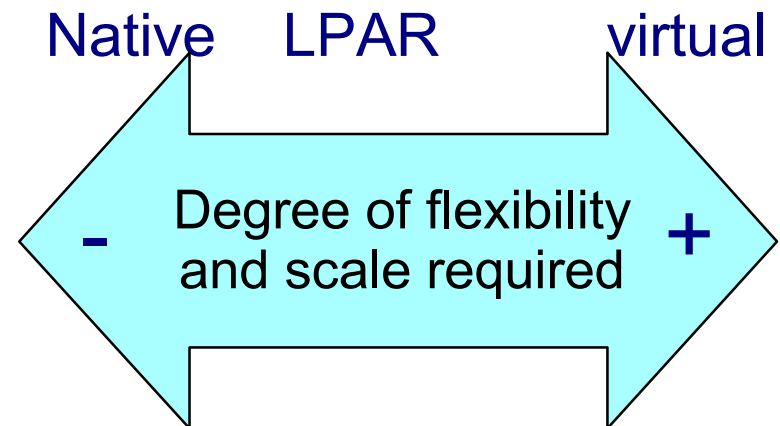 Native LPAR virtual
- Degree of flexibility +
and scale required